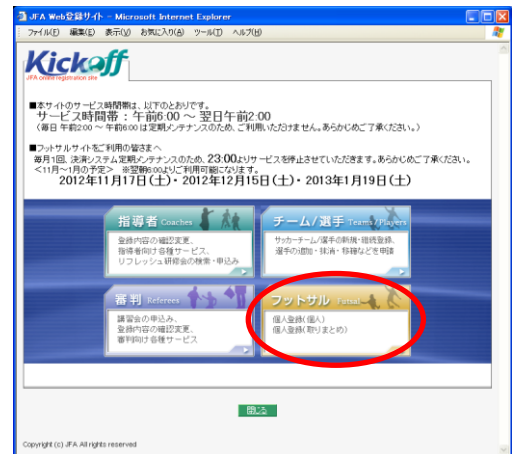 JFA Web登録サイト - Microsoft Internet Explorer
ファイル(F) 編集(E) 表示(V) お気に入り(A) ツール(T) ヘルプ(H)
Kickoff
JFA online registration site
■本サイトのサービス時間帯は、以下のとおりです。
サービス時間帯：午前6:00 ～ 翌日午前2:00
（毎日 午前2:00 ～ 午前6:00 は定期メンテナンスのため、ご利用いただけません。あらかじめご了承ください。）
■フットサルサイトをご利用の皆さまへ
毎月1回、決済システム定期メンテナンスのため、23:00よりサービスを停止させていただきます。あらかじめご了承ください。
<11月～1月の予定> ※翌朝6:00よりご利用可能になります。
2012年11月17日(土)・2012年12月15日(土)・2013年1月19日(土)
指導者 Coaches
登録内容の確認変更、
指導者向け各種サービス、
リフレッシュ研修会の検索・申込み
チーム/選手 Teams/Players
サッカーチーム/選手の新規・継続登録、
選手の追加・抹消・移籍などを申請
審判 Referees
講習会の申込み、
登録内容の確認変更、
審判向け各種サービス
フットサル Futsal
個人登録(個人)
個人登録(取りまとめ)
閉じる
Copyright (c) JFA All rights reserved